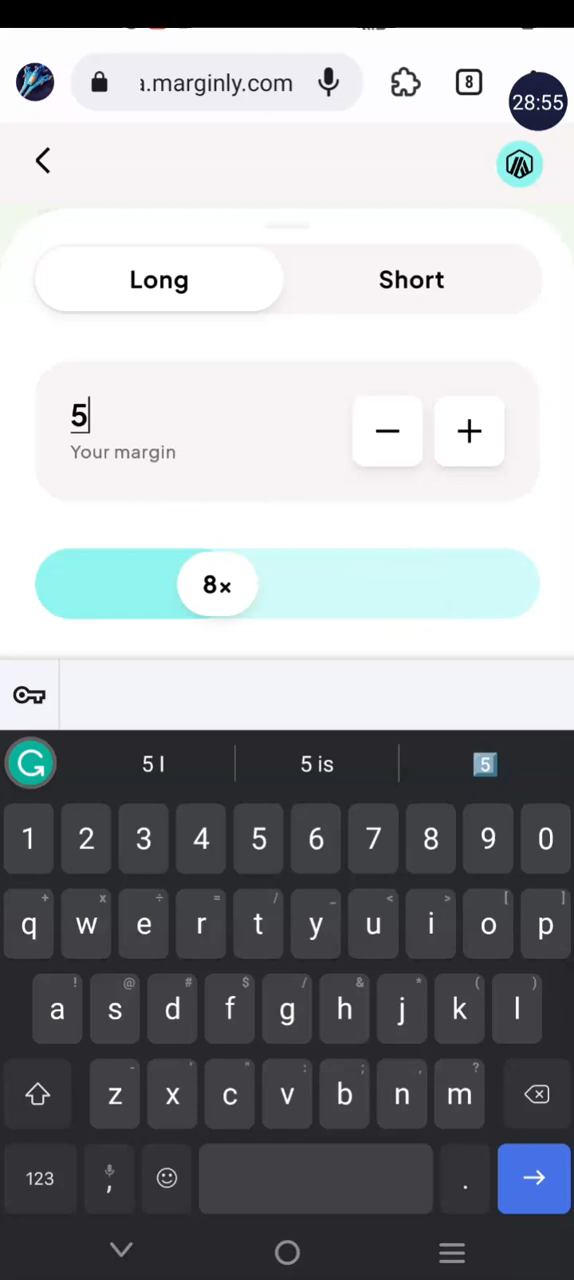 a.marginly.com
8
28:55
Long
Short
5
Your margin
−
+
8×
5 I
5 is
5
G
1 2 3 4 5 6 7 8 9 0
+ × ÷ = / _ < > [ ]
q w e r t y u i o p
! @ # $ / & * ( )
a s d f g h j k l
- ' " : ; , ?
z x c v b n m
123
,
.